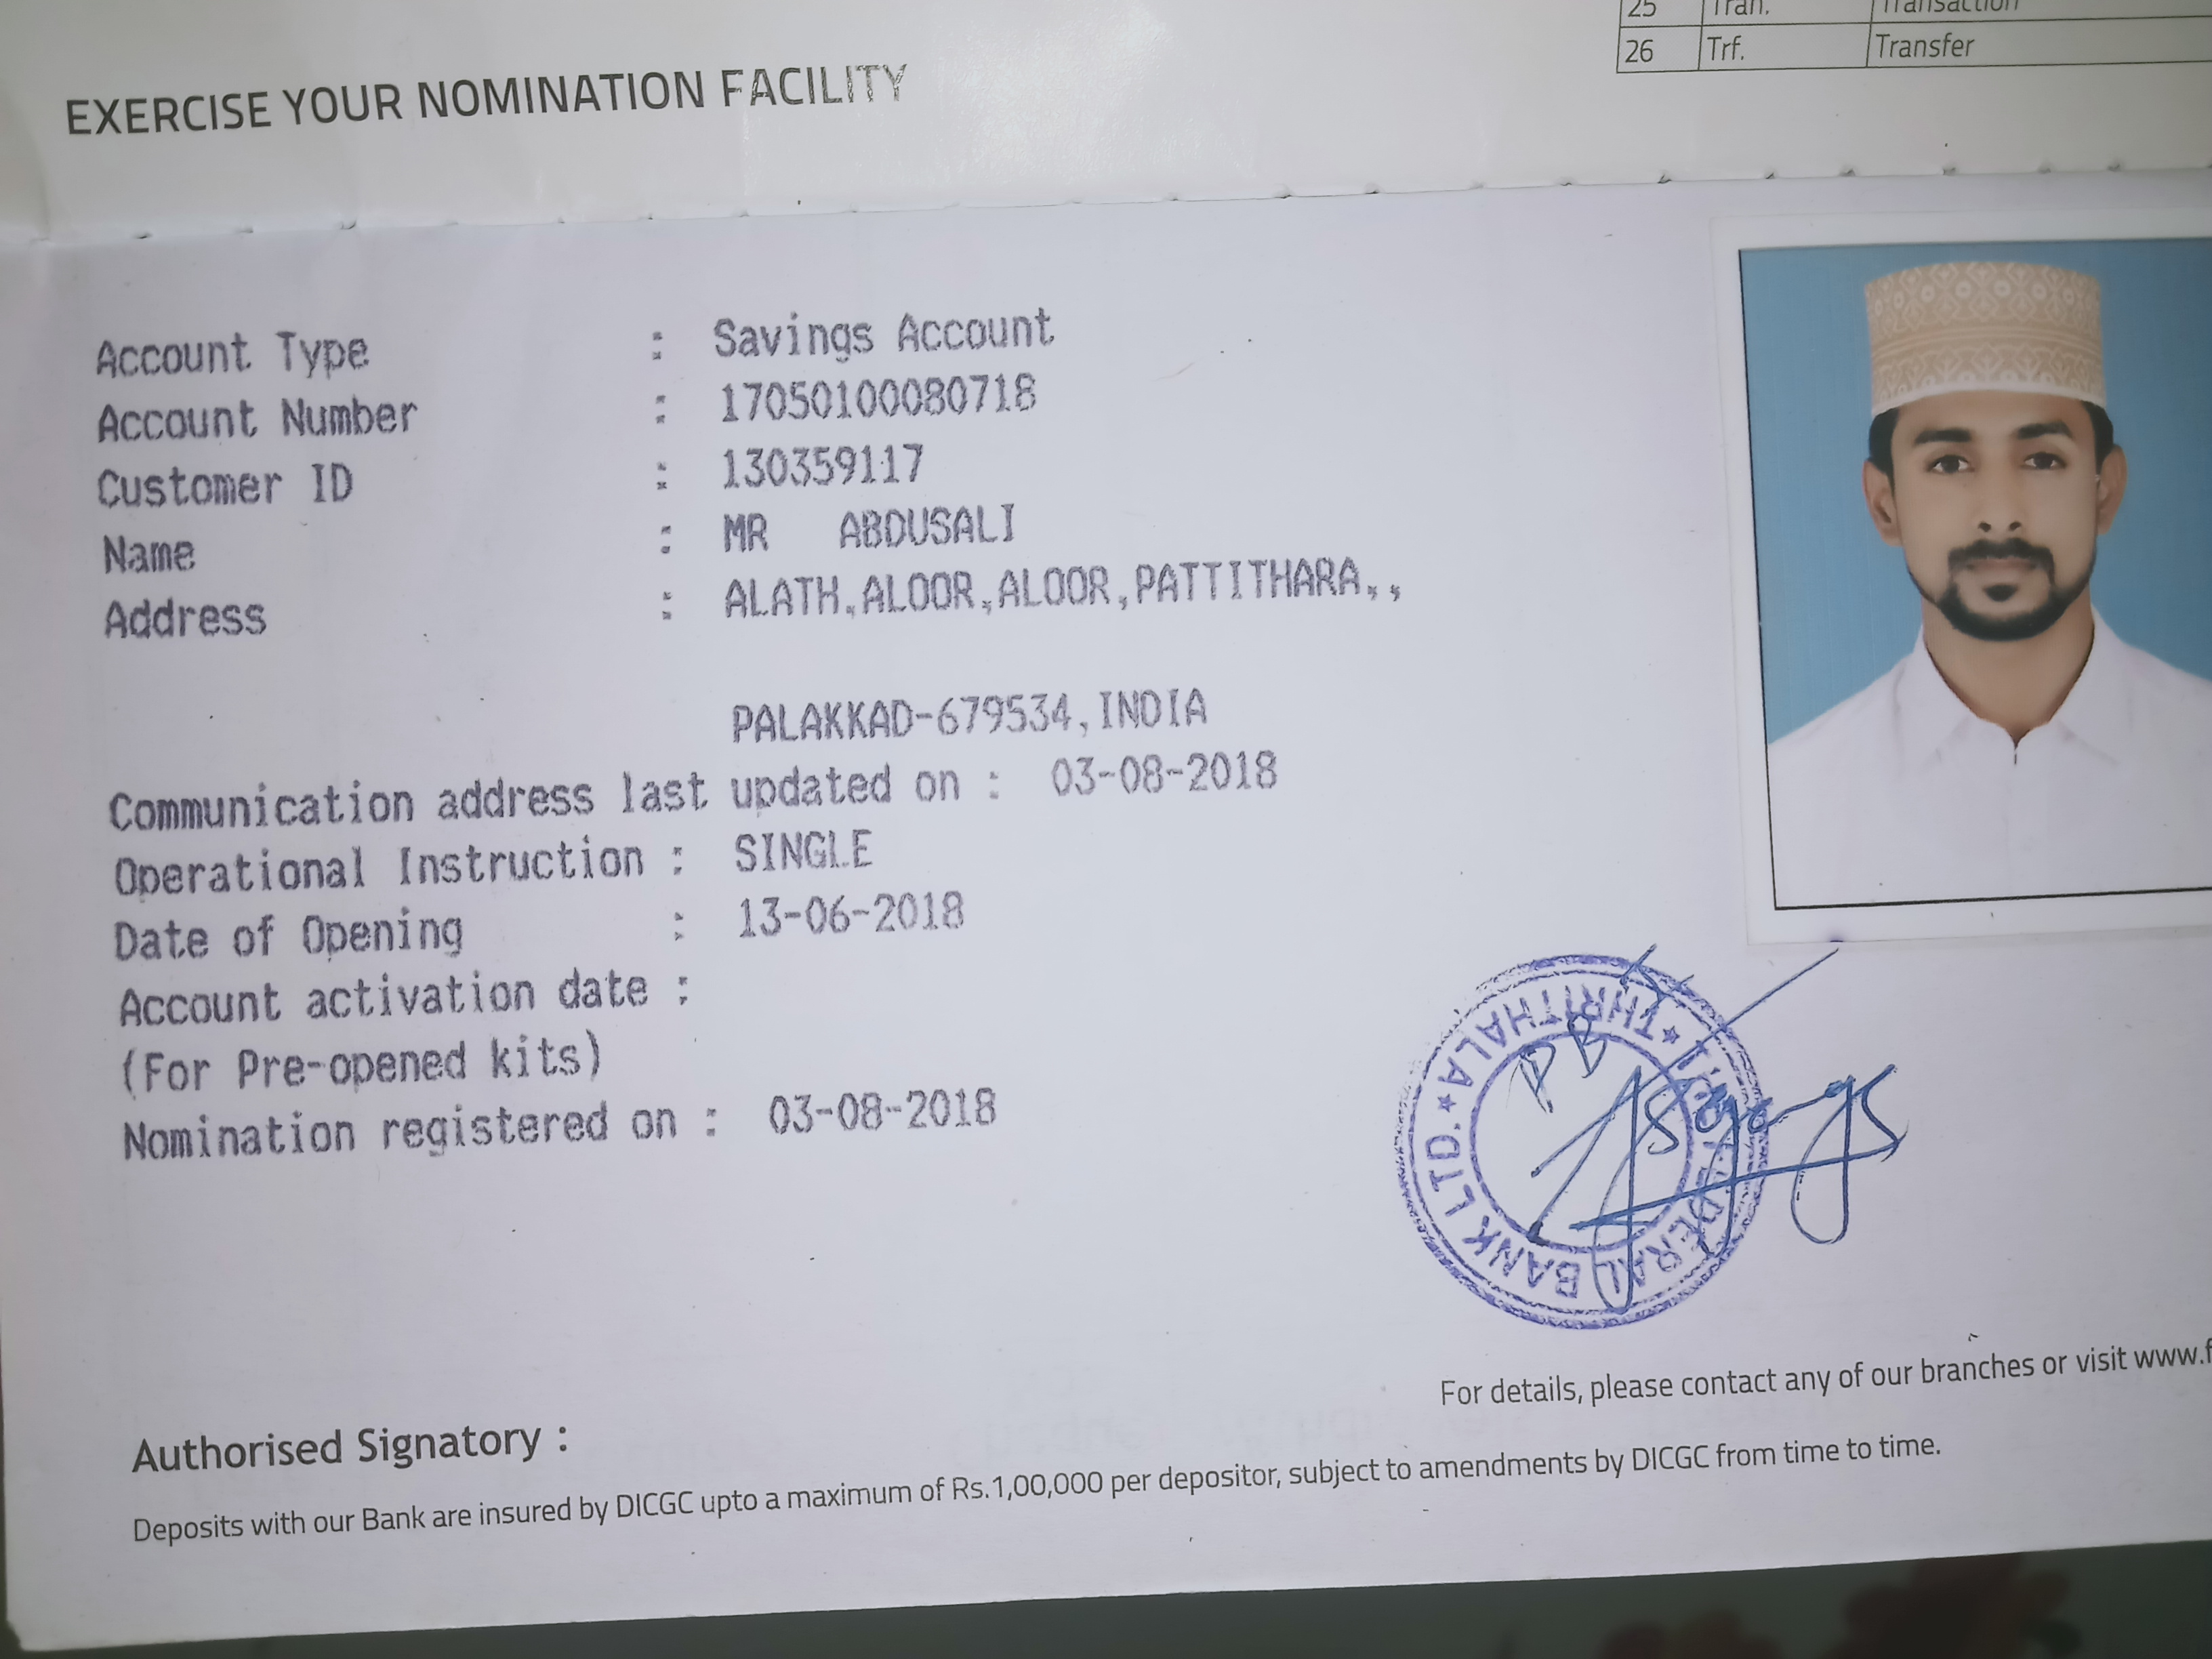 25 Tran. Transaction
26 Trf. Transfer
EXERCISE YOUR NOMINATION FACILITY
Account Type : Savings Account
Account Number : 17050100080718
Customer ID : 130359117
Name : MR ABDUSALI
Address : ALATH,ALOOR,ALOOR,PATTITHARA,,
PALAKKAD-679534,INDIA
Communication address last updated on : 03-08-2018
Operational Instruction : SINGLE
Date of Opening : 13-06-2018
Account activation date :
(For Pre-opened kits)
Nomination registered on : 03-08-2018
THE FEDERAL BANK LTD. ★ THRITHALA ★
For details, please contact any of our branches or visit www.f
Authorised Signatory :
Deposits with our Bank are insured by DICGC upto a maximum of Rs.1,00,000 per depositor, subject to amendments by DICGC from time to time.